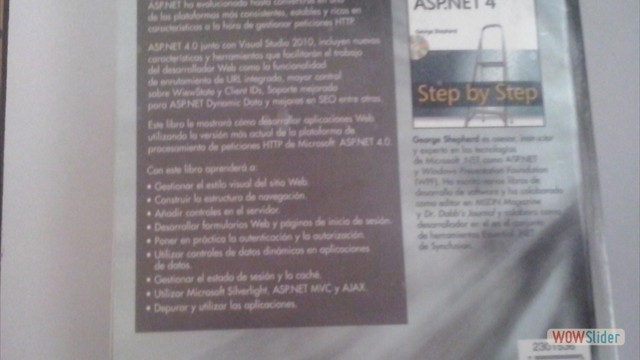 ASP.NET ha evolucionado hasta convertirse en una
de las plataformas más consistentes, estables y ricas en
características a la hora de gestionar peticiones HTTP.
ASP.NET 4.0 junto con Visual Studio 2010, incluyen nuevas
características y herramientas que facilitarán el trabajo
del desarrollador Web como la funcionalidad
de enrutamiento de URL integrado, mayor control
sobre WiewState y Client IDs, Soporte mejorado
para ASP.NET Dynamic Data y mejoras en SEO entre otras.
Este libro le mostrará cómo desarrollar aplicaciones Web
utilizando la versión más actual de la plataforma de
procesamiento de peticiones HTTP de Microsoft: ASP.NET 4.0.
Con este libro aprenderá a:
• Gestionar el estilo visual del sitio Web.
• Construir la estructura de navegación.
• Añadir controles en el servidor.
• Desarrollar formularios Web y páginas de inicio de sesión.
• Poner en práctica la autenticación y la autorización.
• Utilizar controles de datos dinámicos en aplicaciones
de datos.
• Gestionar el estado de sesión y la caché.
• Utilizar Microsoft Silverlight, ASP.NET MVC y AJAX.
• Depurar y utilizar las aplicaciones.
ASP.NET 4
George Shepherd
Step by Step
George Shepherd es asesor, instructor
y experto en las tecnologías
de Microsoft .NET como ASP.NET
y Windows Presentation Foundation
(WPF). Ha escrito varios libros de
desarrollo de software y ha colaborado
como editor en MSDN Magazine
y Dr. Dobb's Journal y colabora como
desarrollador en el
de herramientas Essential .NET
de Syncfusion.
WOWSlider